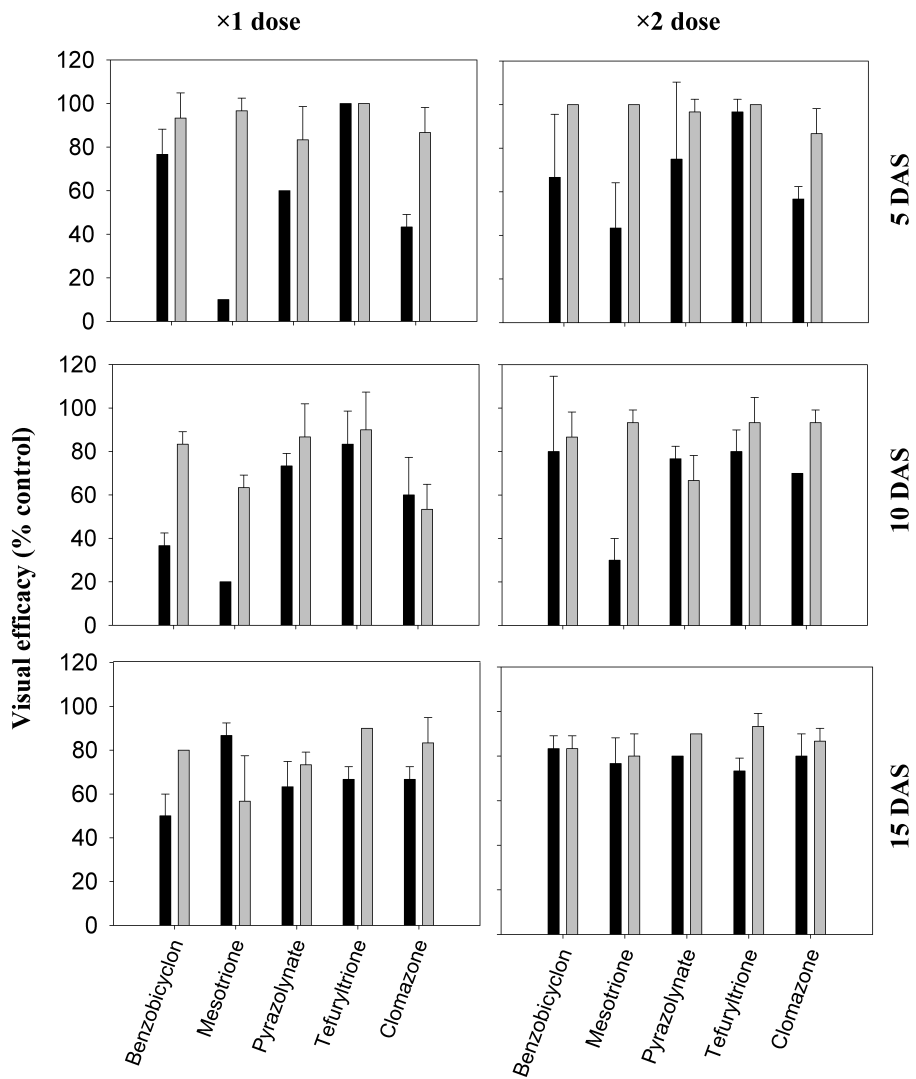 ×1 dose
×2 dose
120
100
80
60
40
20
0
5 DAS
120
100
80
60
40
20
0
10 DAS
Visual efficacy (% control)
120
100
80
60
40
20
0
15 DAS
Benzobicyclon
Mesotrione
Pyrazolynate
Tefuryltrione
Clomazone
Benzobicyclon
Mesotrione
Pyrazolynate
Tefuryltrione
Clomazone